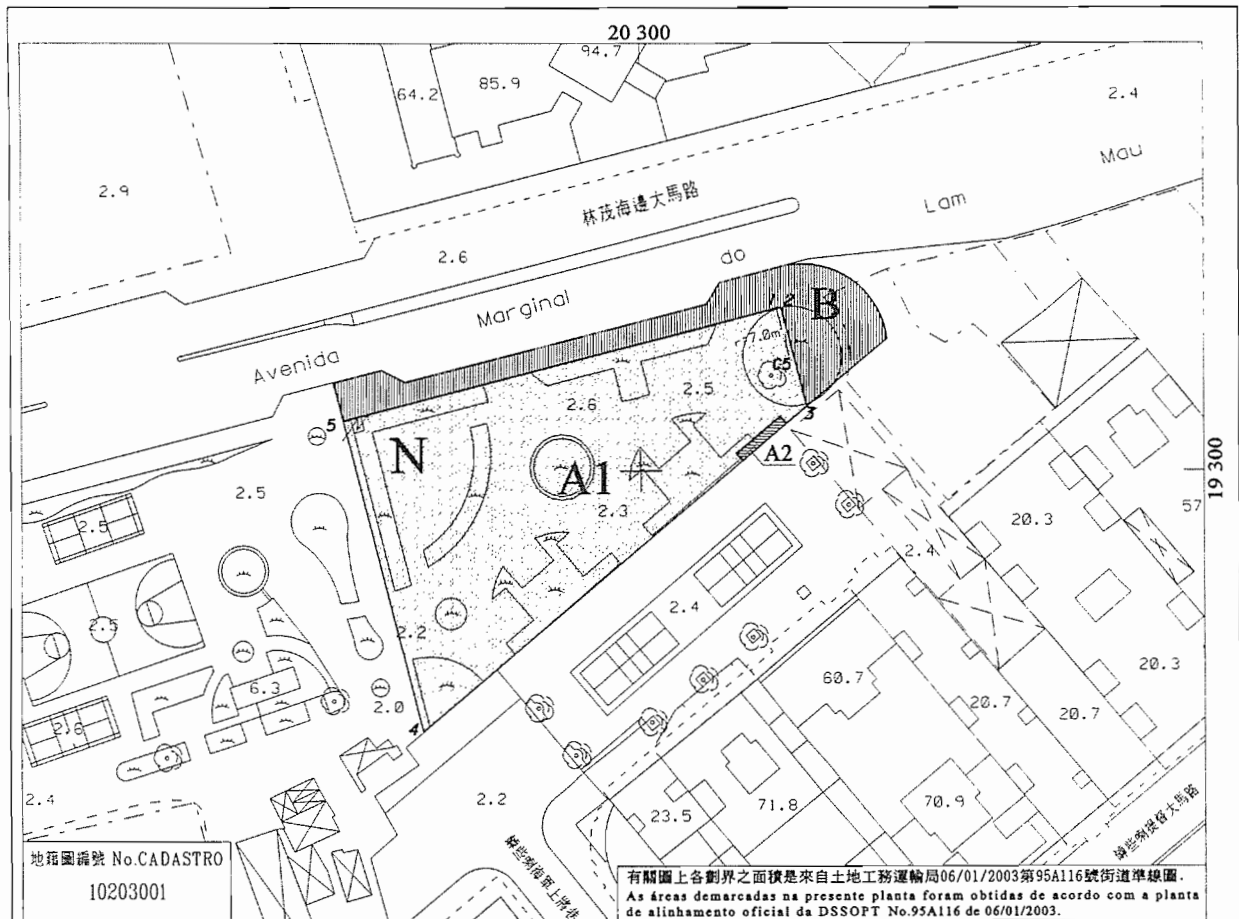 20 300
94.7
64.2
85.9
2.4
2.9
Mau
林茂海邊大馬路
Lam
2.6
do
Marginal
B
1 2
7.0m
Avenida
C5
2.5
2.6
3
5
N
A1
A2
19 300
2.5
2.3
57
2.5
20.3
2.4
2.4
2.5
2.2
20.3
6.3
60.7
20.7
2.0
20.7
2.6
4
2.4
2.2
23.5
71.8
70.9
地籍圖編號 No.CADASTRO
10203001
有關圖上各劃界之面積是來自土地工務運輸局06/01/2003第95A116號街道準線圖.
As áreas demarcadas na presente planta foram obtidas de acordo com a planta
de alinhamento oficial da DSSOPT No.95A116 de 06/01/2003.